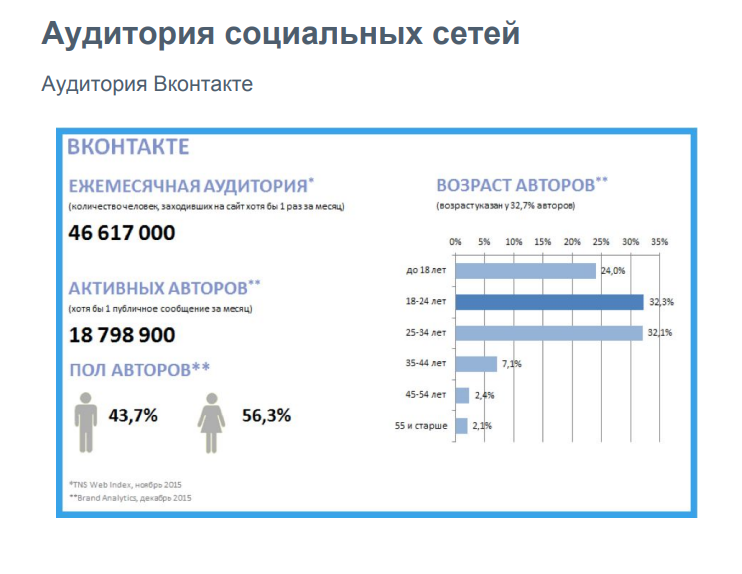 Аудитория социальных сетей
Аудитория Вконтакте
ВКОНТАКТЕ
ЕЖЕМЕСЯЧНАЯ АУДИТОРИЯ*
(количество человек, заходивших на сайт хотя бы 1 раз за месяц)
46 617 000
АКТИВНЫХ АВТОРОВ**
(хотя бы 1 публичное сообщение за месяц)
18 798 900
ПОЛ АВТОРОВ**
43,7% 56,3%
*TNS Web Index, ноябрь 2015
**Brand Analytics, декабрь 2015
ВОЗРАСТ АВТОРОВ**
(возраст указан у 32,7% авторов)
0% 5% 10% 15% 20% 25% 30% 35%
до 18 лет 24,0%
18-24 лет 32,3%
25-34 лет 32,1%
35-44 лет 7,1%
45-54 лет 2,4%
55 и старше 2,1%